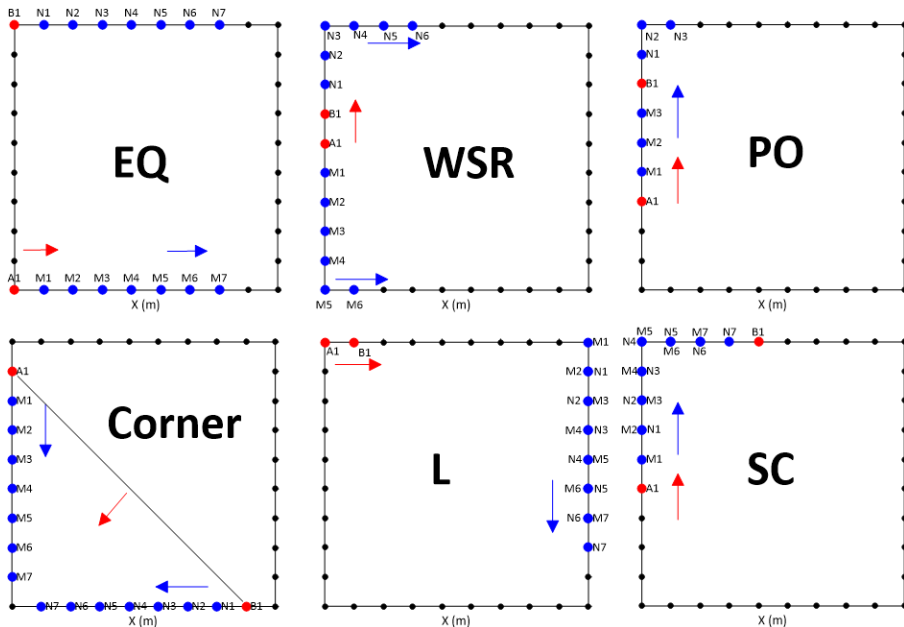 B1 N1 N2 N3 N4 N5 N6 N7
EQ
A1 M1 M2 M3 M4 M5 M6 M7
X (m)
N3 N4 N5 N6
N2
N1
B1
A1
M1
M2
M3
M4
M5 M6
WSR
X (m)
N2 N3
N1
B1
M3
M2
M1
A1
PO
X (m)
A1
M1
M2
M3
M4
M5
M6
M7
Corner
N7 N6 N5 N4 N3 N2 N1 B1
X (m)
A1 B1
M1
M2 N1
N2 M3
M4 N3
N4 M5
M6 N5
N6 M7
N7
L
X (m)
M5 N5 M7 N7 B1
N4 M6 N6
M4 N3
N2 M3
M2 N1
M1
A1
SC
X (m)